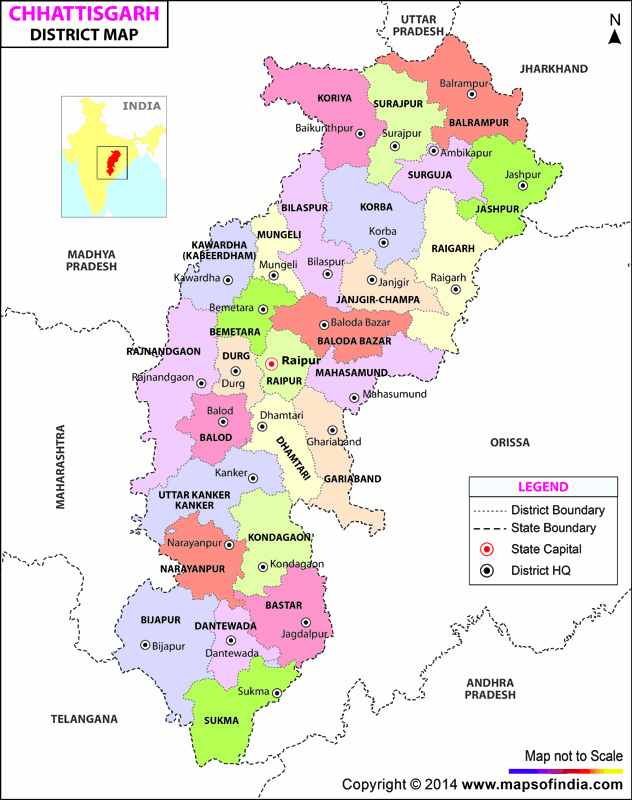 CHHATTISGARH
DISTRICT MAP
UTTAR
PRADESH
N
JHARKHAND
INDIA
KORIYA
SURAJPUR
Balrampur
BALRAMPUR
Baikunthpur
Surajpur
Ambikapur
SURGUJA
Jashpur
JASHPUR
BILASPUR
KORBA
Korba
MUNGELI
KAWARDHA
(KABEERDHAM)
RAIGARH
MADHYA
PRADESH
Kawardha
Mungeli
Bilaspur
Janjgir
Raigarh
JANJGIR-CHAMPA
Bemetara
BEMETARA
Baloda Bazar
BALODA BAZAR
RAJNANDGAON
DURG
Raipur
Rajnandgaon
Durg
RAIPUR
MAHASAMUND
Mahasumund
Balod
BALOD
Dhamtari
DHAMTARI
Ghariaband
GARIABAND
ORISSA
MAHARASHTRA
Kanker
UTTAR KANKER
KANKER
KONDAGAON
Narayanpur
NARAYANPUR
Kondagaon
BASTAR
BIJAPUR
DANTEWADA
Jagdalpur
Bijapur
Dantewada
Sukma
SUKMA
TELANGANA
ANDHRA
PRADESH
LEGEND
District Boundary
State Boundary
State Capital
District HQ
Map not to Scale
Copyright © 2014 www.mapsofindia.com